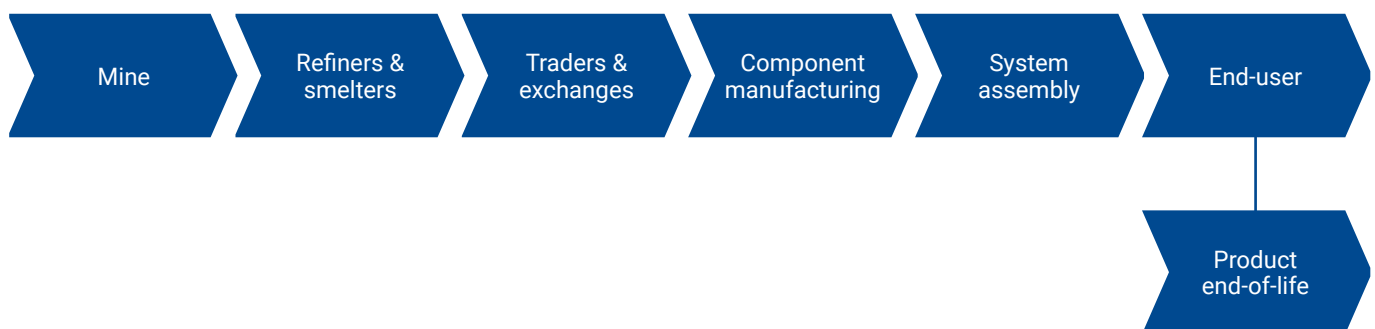 Mine
Refiners &
smelters
Traders &
exchanges
Component
manufacturing
System
assembly
End-user
Product
end-of-life